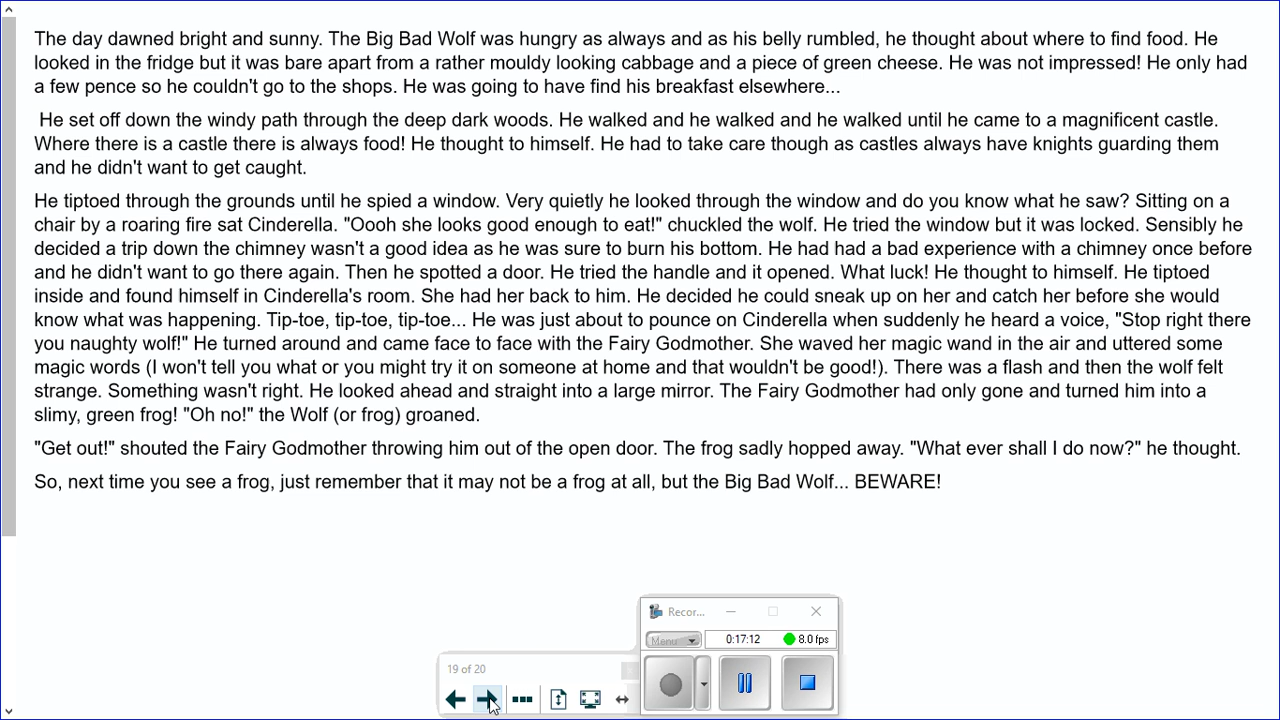 The day dawned bright and sunny. The Big Bad Wolf was hungry as always and as his belly rumbled, he thought about where to find food. He
looked in the fridge but it was bare apart from a rather mouldy looking cabbage and a piece of green cheese. He was not impressed! He only had
a few pence so he couldn't go to the shops. He was going to have find his breakfast elsewhere...
He set off down the windy path through the deep dark woods. He walked and he walked and he walked until he came to a magnificent castle.
Where there is a castle there is always food! He thought to himself. He had to take care though as castles always have knights guarding them
and he didn't want to get caught.
He tiptoed through the grounds until he spied a window. Very quietly he looked through the window and do you know what he saw? Sitting on a
chair by a roaring fire sat Cinderella. "Oooh she looks good enough to eat!" chuckled the wolf. He tried the window but it was locked. Sensibly he
decided a trip down the chimney wasn't a good idea as he was sure to burn his bottom. He had had a bad experience with a chimney once before
and he didn't want to go there again. Then he spotted a door. He tried the handle and it opened. What luck! He thought to himself. He tiptoed
inside and found himself in Cinderella's room. She had her back to him. He decided he could sneak up on her and catch her before she would
know what was happening. Tip-toe, tip-toe, tip-toe... He was just about to pounce on Cinderella when suddenly he heard a voice, "Stop right there
you naughty wolf!" He turned around and came face to face with the Fairy Godmother. She waved her magic wand in the air and uttered some
magic words (I won't tell you what or you might try it on someone at home and that wouldn't be good!). There was a flash and then the wolf felt
strange. Something wasn't right. He looked ahead and straight into a large mirror. The Fairy Godmother had only gone and turned him into a
slimy, green frog! "Oh no!" the Wolf (or frog) groaned.
"Get out!" shouted the Fairy Godmother throwing him out of the open door. The frog sadly hopped away. "What ever shall I do now?" he thought.
So, next time you see a frog, just remember that it may not be a frog at all, but the Big Bad Wolf... BEWARE!
Recor...
Menu
0:17:12
8.0 fps
19 of 20